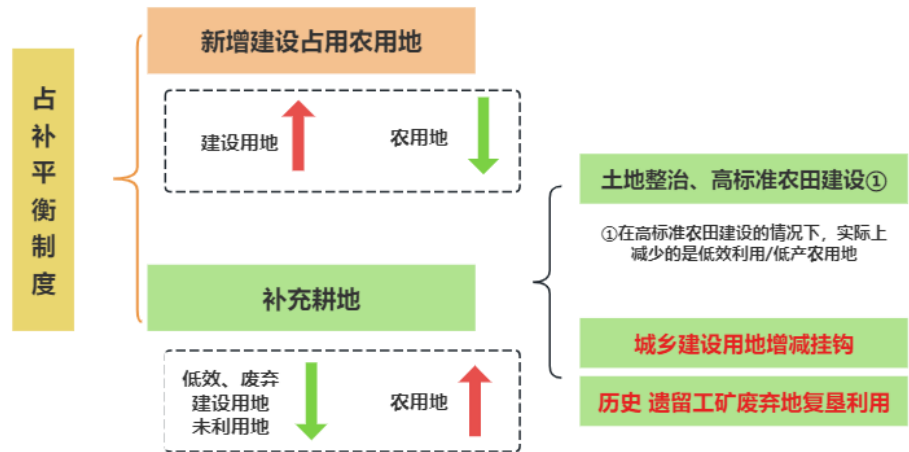 占补平衡制度
新增建设占用农用地
建设用地
农用地
补充耕地
低效、废弃
建设用地
未利用地
农用地
土地整治、高标准农田建设①
①在高标准农田建设的情况下，实际上
减少的是低效利用/低产农用地
城乡建设用地增减挂钩
历史 遗留工矿废弃地复垦利用